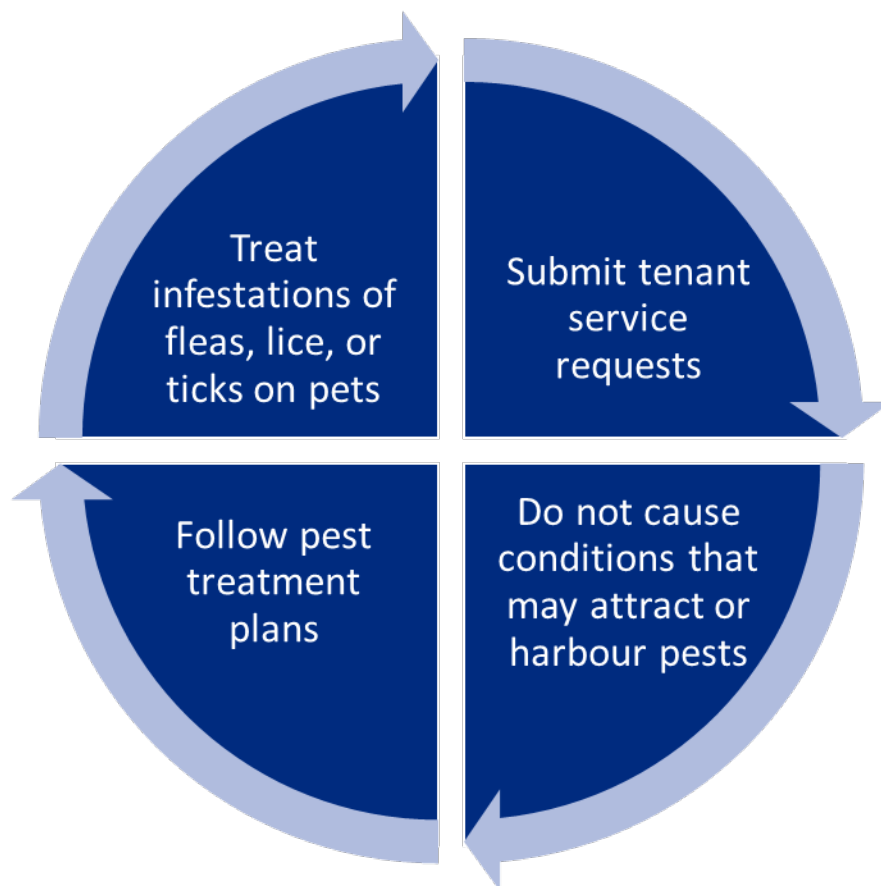 Treat
infestations of
fleas, lice, or
ticks on pets
Submit tenant
service
requests
Follow pest
treatment
plans
Do not cause
conditions that
may attract or
harbour pests